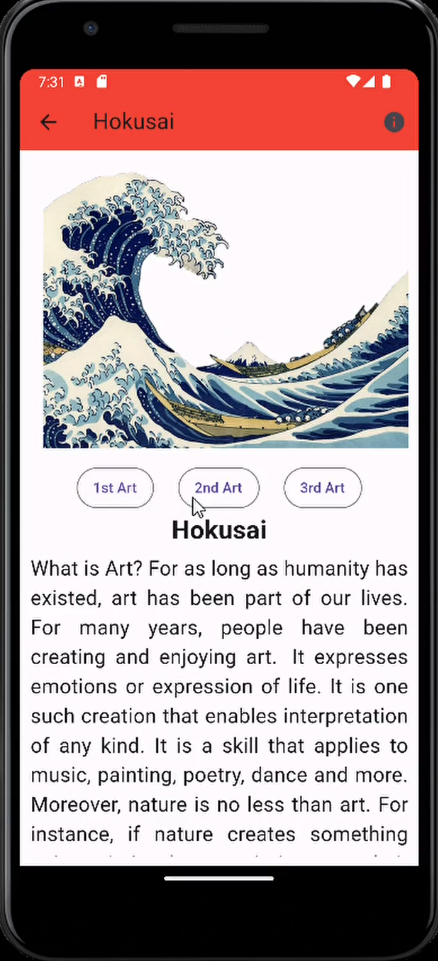 7:31
Hokusai
1st Art
2nd Art
3rd Art
Hokusai
What is Art? For as long as humanity has
existed, art has been part of our lives.
For many years, people have been
creating and enjoying art. It expresses
emotions or expression of life. It is one
such creation that enables interpretation
of any kind. It is a skill that applies to
music, painting, poetry, dance and more.
Moreover, nature is no less than art. For
instance, if nature creates something